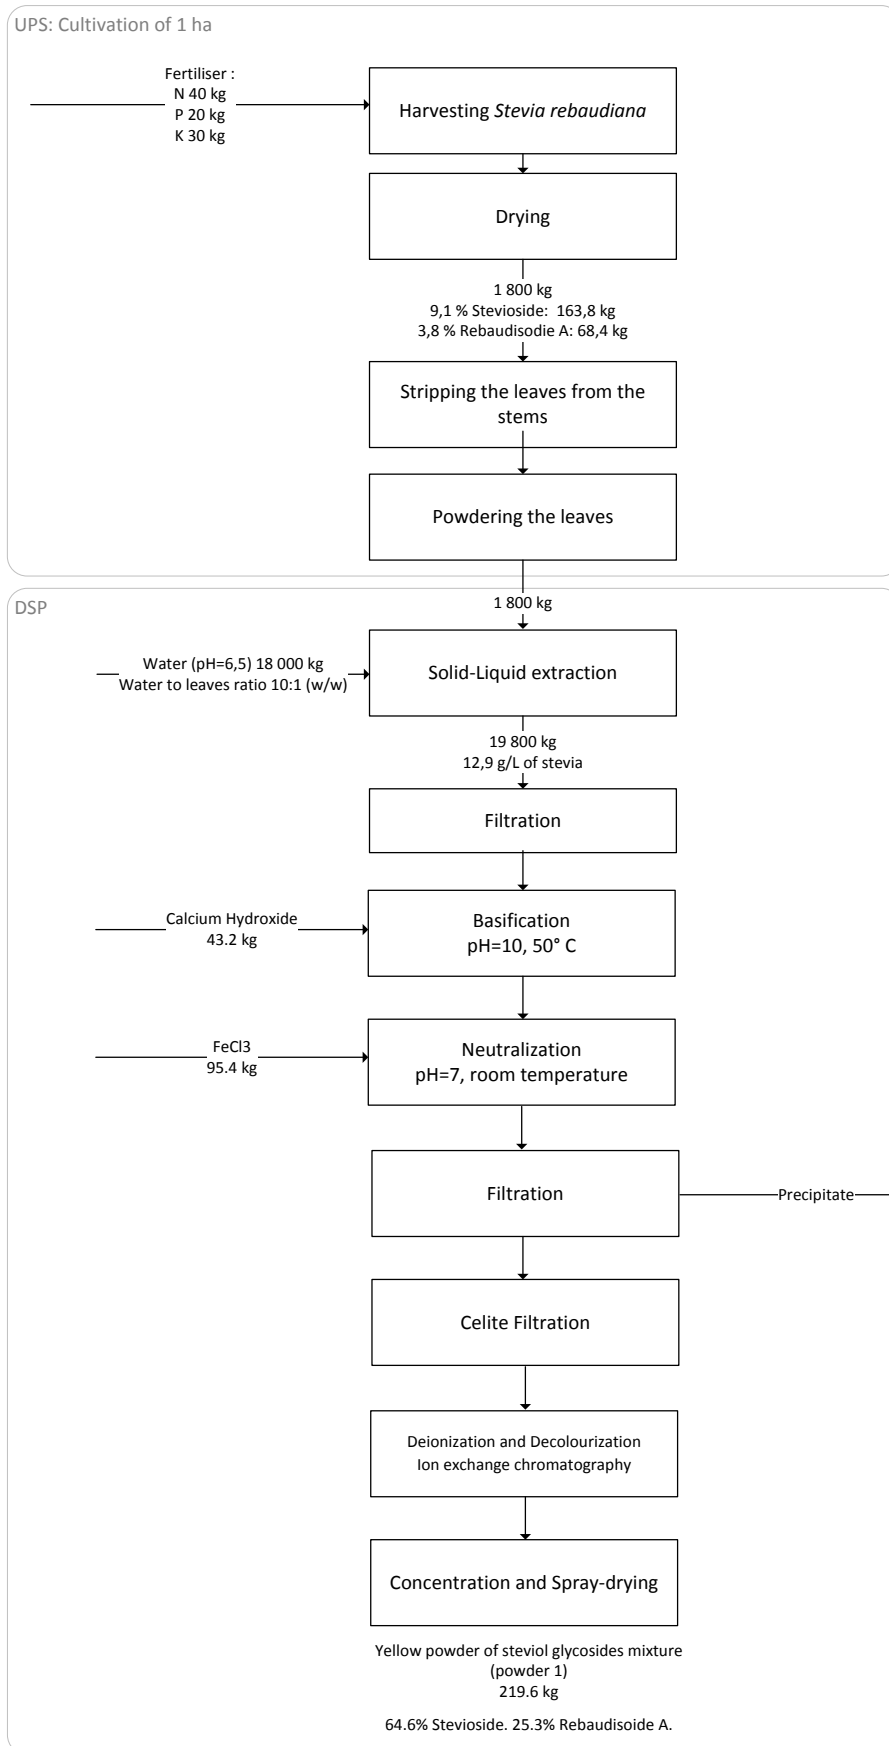 UPS: Cultivation of 1 ha
Fertiliser :
N 40 kg
P 20 kg
K 30 kg
Harvesting Stevia rebaudiana
Drying
1 800 kg
9,1 % Stevioside:  163,8 kg
3,8 % Rebaudisodie A: 68,4 kg
Stripping the leaves from the
stems
Powdering the leaves
1 800 kg
DSP
Water (pH=6,5) 18 000 kg
Water to leaves ratio 10:1 (w/w)
Solid-Liquid extraction
19 800 kg
12,9 g/L of stevia
Filtration
Calcium Hydroxide
43.2 kg
Basification
pH=10, 50° C
FeCl3
95.4 kg
Neutralization
pH=7, room temperature
Filtration
Precipitate
Celite Filtration
Deionization and Decolourization
Ion exchange chromatography
Concentration and Spray-drying
Yellow powder of steviol glycosides mixture
(powder 1)
219.6 kg
64.6% Stevioside. 25.3% Rebaudisoide A.